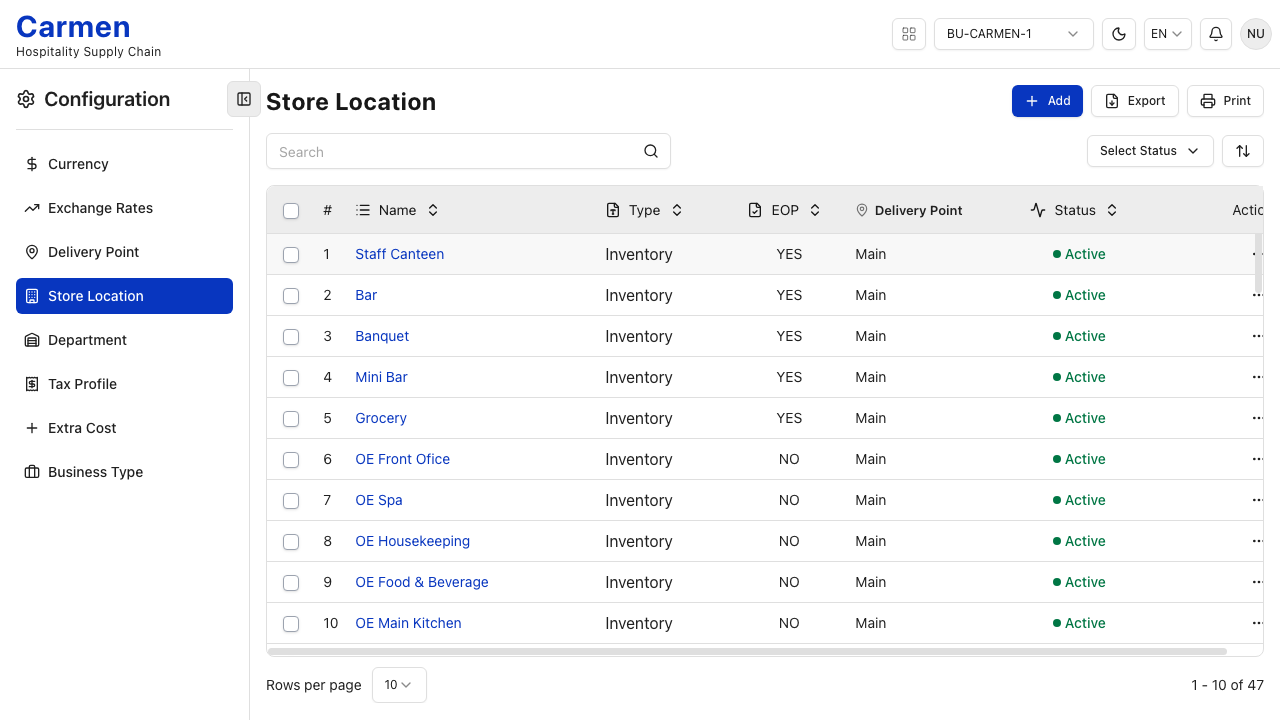 Carmen
Hospitality Supply Chain
BU-CARMEN-1
EN
NU
Configuration
Currency
Exchange Rates
Delivery Point
Store Location
Department
Tax Profile
Extra Cost
Business Type
Store Location
Add
Export
Print
Search
Select Status
# Name Type EOP Delivery Point Status Actio
1 Staff Canteen Inventory YES Main Active
2 Bar Inventory YES Main Active
3 Banquet Inventory YES Main Active
4 Mini Bar Inventory YES Main Active
5 Grocery Inventory YES Main Active
6 OE Front Ofice Inventory NO Main Active
7 OE Spa Inventory NO Main Active
8 OE Housekeeping Inventory NO Main Active
9 OE Food & Beverage Inventory NO Main Active
10 OE Main Kitchen Inventory NO Main Active
Rows per page 10
1 - 10 of 47